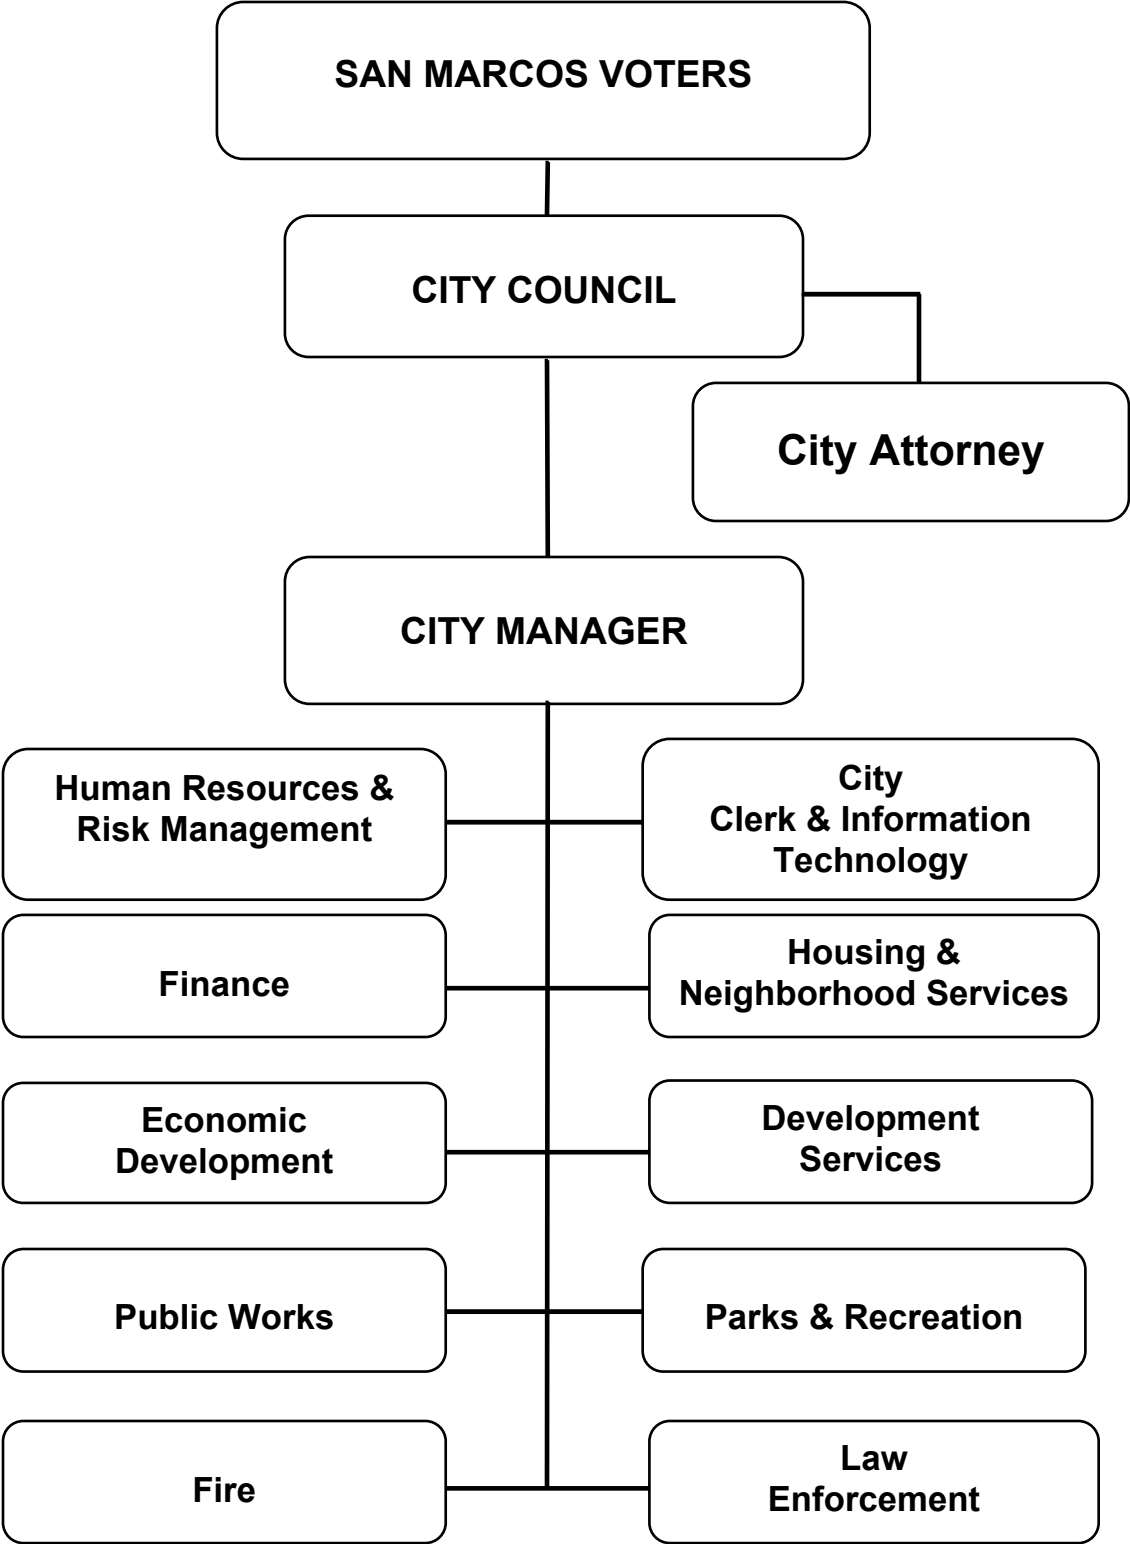 SAN MARCOS VOTERS
CITY COUNCIL
City Attorney
CITY MANAGER
Human Resources &
Risk Management
City
Clerk & Information
Technology
Finance
Housing &
Neighborhood Services
Economic
Development
Development
Services
Public Works
Parks & Recreation
Fire
Law
Enforcement